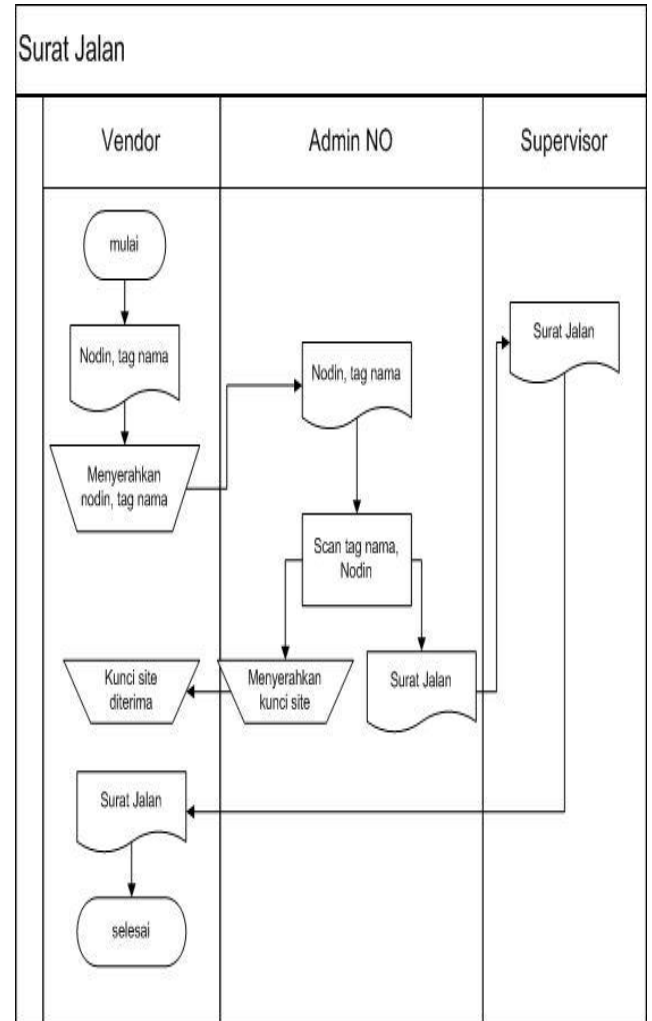 Surat Jalan
Vendor
Admin NO
Supervisor
mulai
Nodin, tag nama
Menyerahkan
nodin, tag nama
Nodin, tag nama
Scan tag nama,
Nodin
Menyerahkan
kunci site
Surat Jalan
Surat Jalan
Kunci site
diterima
Surat Jalan
selesai